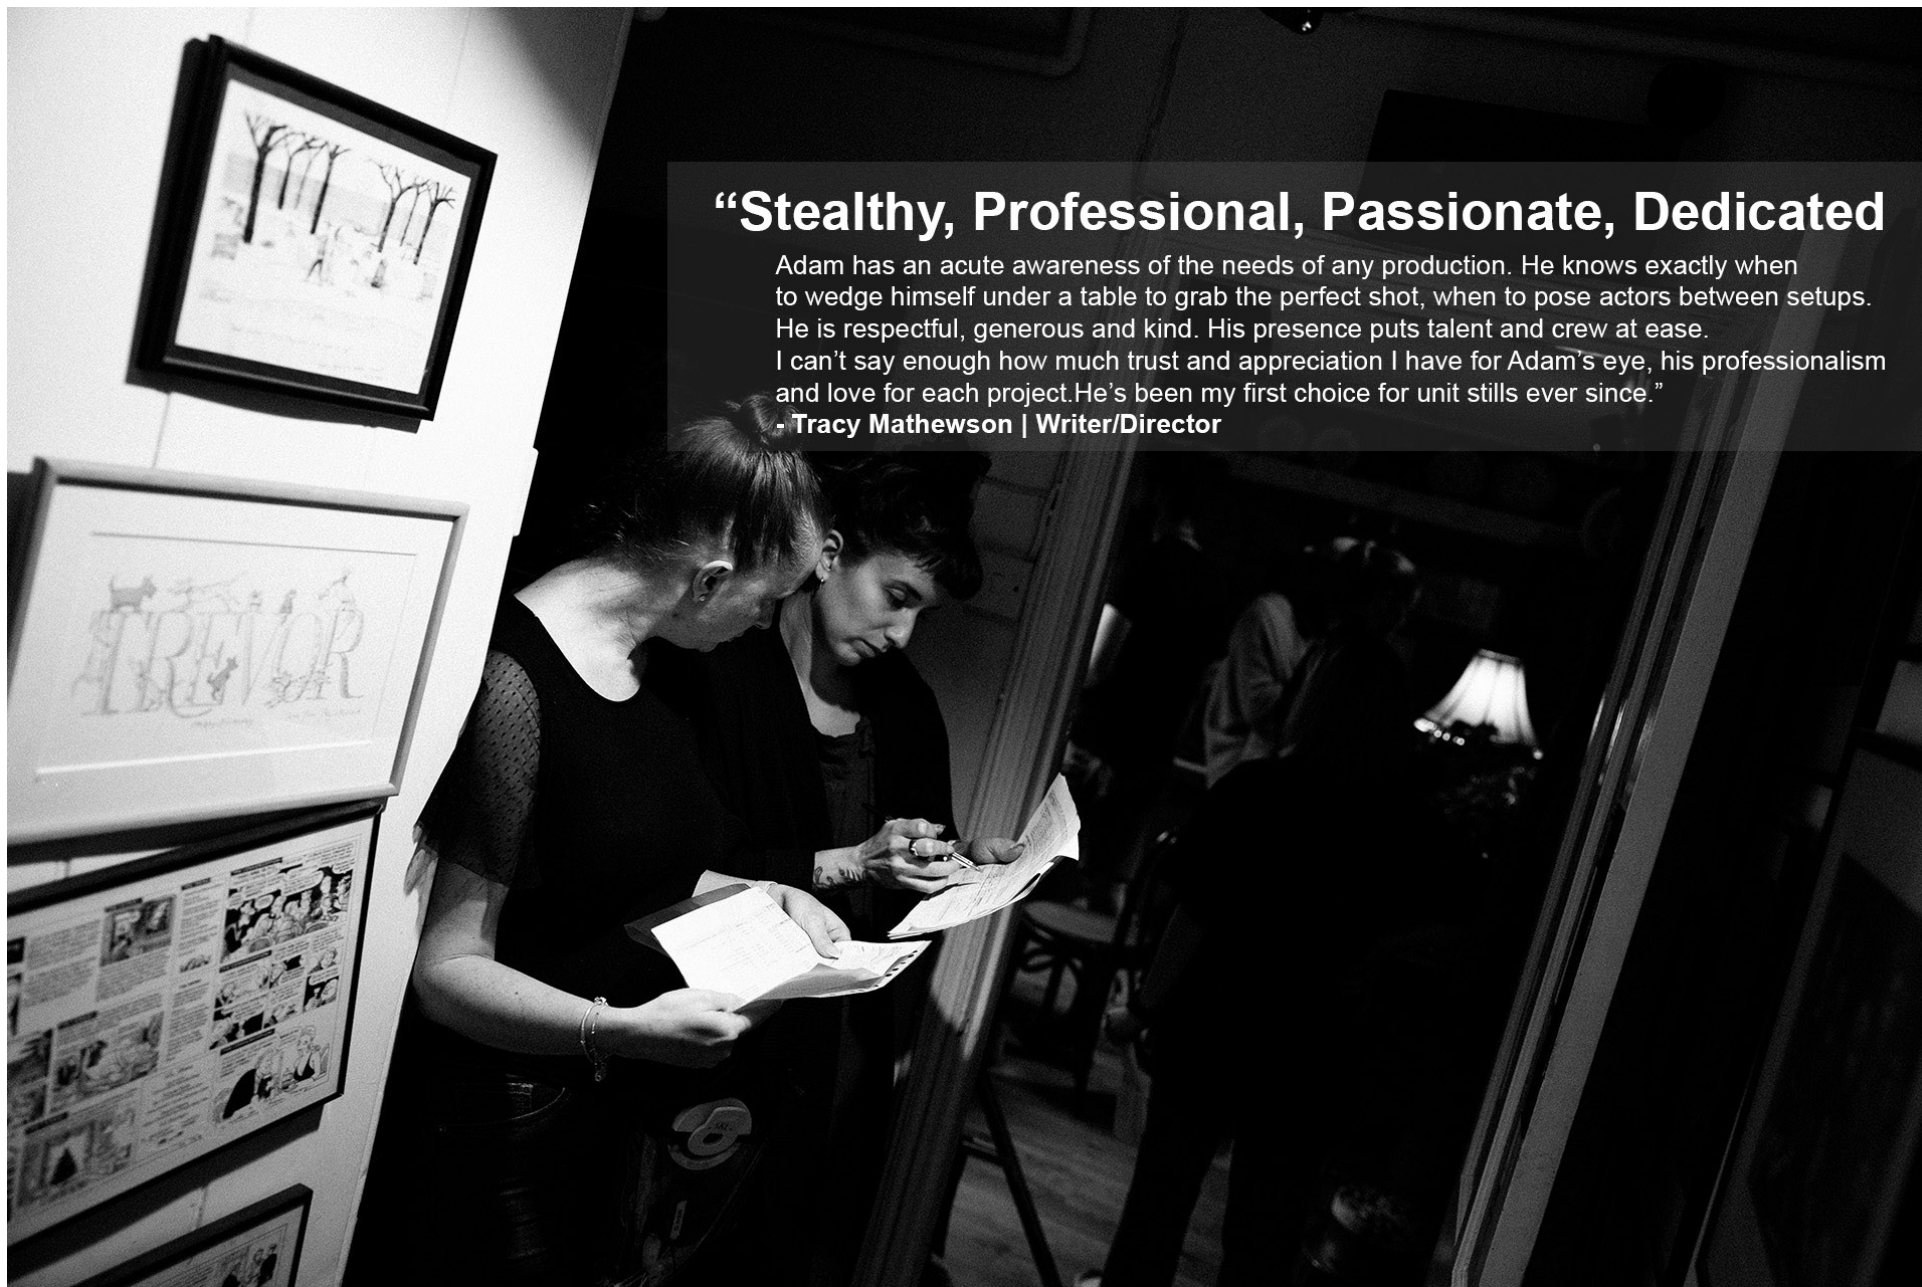 “Stealthy, Professional, Passionate, Dedicated
Adam has an acute awareness of the needs of any production. He knows exactly when
to wedge himself under a table to grab the perfect shot, when to pose actors between setups.
He is respectful, generous and kind. His presence puts talent and crew at ease.
I can’t say enough how much trust and appreciation I have for Adam’s eye, his professionalism
and love for each project.He’s been my first choice for unit stills ever since.”
- Tracy Mathewson | Writer/Director
TREVOR